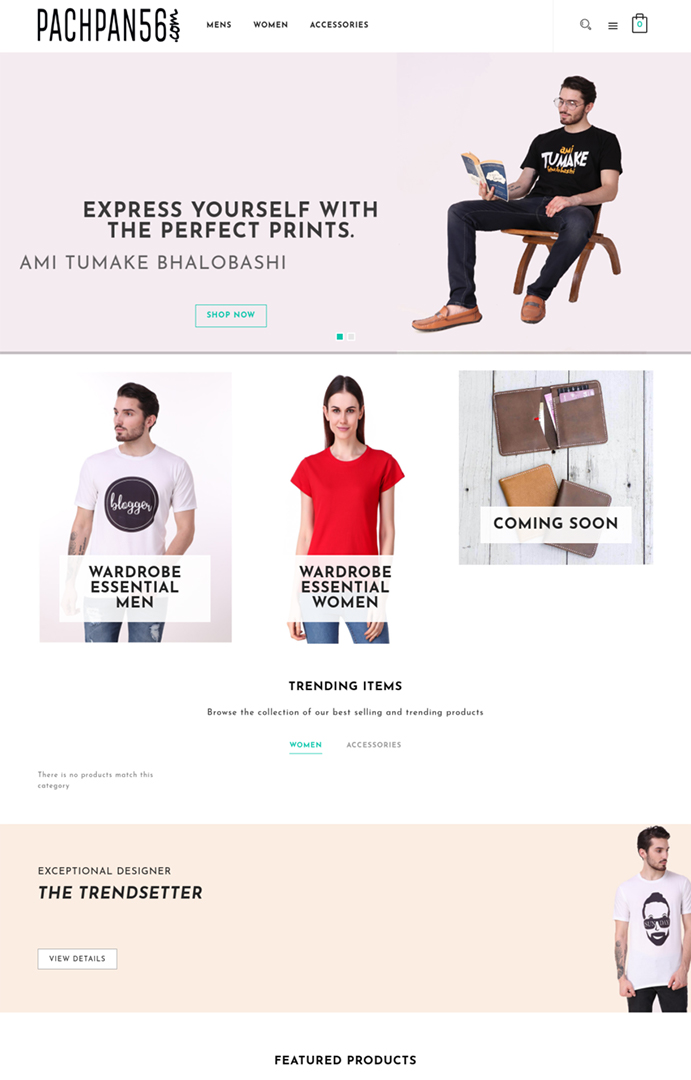 PACHPAN56
MENS WOMEN ACCESSORIES
0
ami
TUMAKE
bhalobashi
EXPRESS YOURSELF WITH
THE PERFECT PRINTS.
AMI TUMAKE BHALOBASHI
SHOP NOW
blogger
WARDROBE
ESSENTIAL
MEN
WARDROBE
ESSENTIAL
WOMEN
COMING SOON
TRENDING ITEMS
Browse the collection of our best selling and trending products
WOMEN ACCESSORIES
There is no products match this
category
EXCEPTIONAL DESIGNER
THE TRENDSETTER
VIEW DETAILS
SUN DAY
FEATURED PRODUCTS